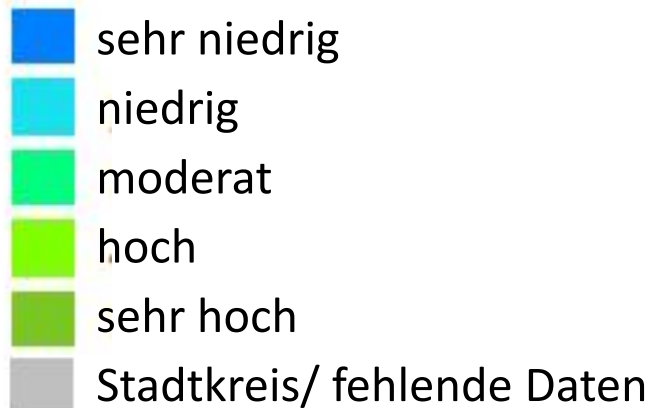 sehr niedrig
niedrig
moderat
hoch
sehr hoch
Stadtkreis/ fehlende Daten